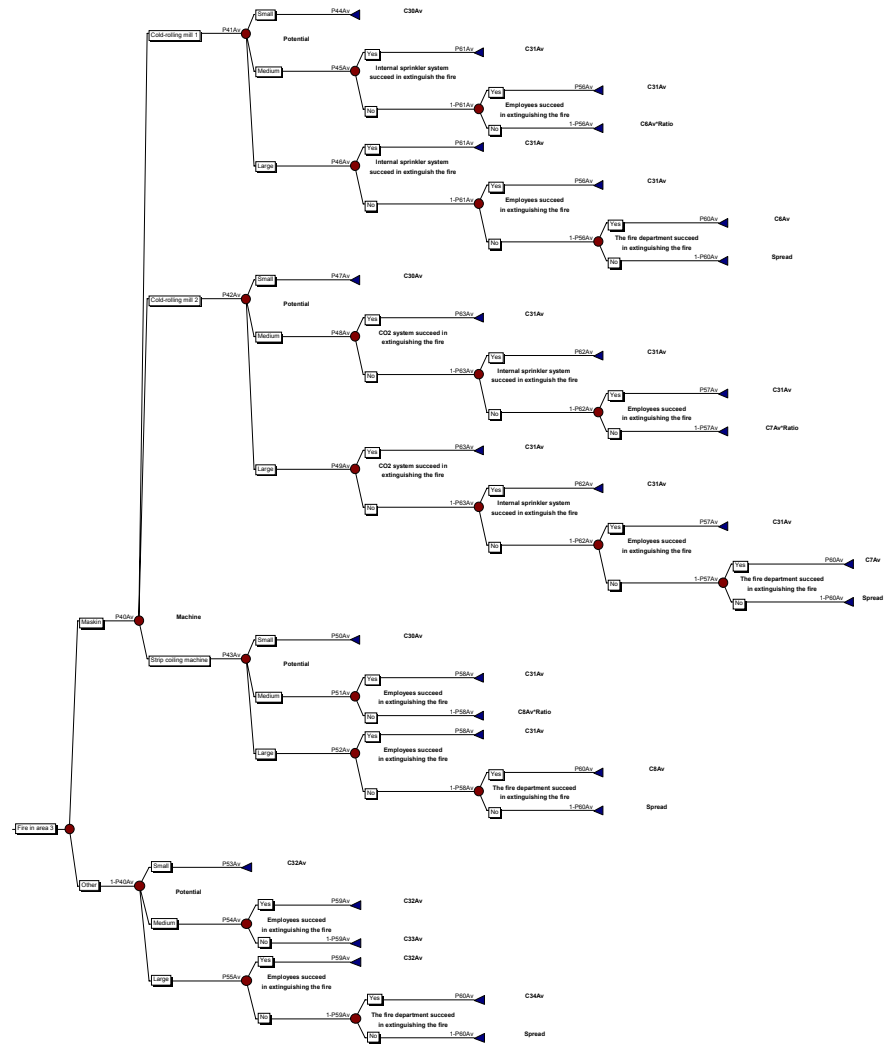 Small
P44Av
C30Av
Cold-rolling mill 1
P41Av
Potential
Medium
P45Av
Yes
P61Av
C31Av
Internal sprinkler system
succeed in extinguish the fire
No
1-P61Av
Yes
P56Av
C31Av
Employees succeed
in extinguishing the fire
No
1-P56Av
C6Av*Ratio
Large
P46Av
Yes
P61Av
C31Av
Internal sprinkler system
succeed in extinguish the fire
No
1-P61Av
Yes
P56Av
C31Av
Employees succeed
in extinguishing the fire
No
1-P56Av
Yes
P60Av
C6Av
The fire department succeed
in extinguishing the fire
No
1-P60Av
Spread
Small
P47Av
C30Av
Cold-rolling mill 2
P42Av
Potential
Medium
P48Av
Yes
P63Av
C31Av
CO2 system succeed in
extinguishing the fire
No
1-P63Av
Yes
P62Av
C31Av
Internal sprinkler system
succeed in extinguish the fire
No
1-P62Av
Yes
P57Av
C31Av
Employees succeed
in extinguishing the fire
No
1-P57Av
C7Av*Ratio
Large
P49Av
Yes
P63Av
C31Av
CO2 system succeed in
extinguishing the fire
No
1-P63Av
Yes
P62Av
C31Av
Internal sprinkler system
succeed in extinguish the fire
No
1-P62Av
Yes
P57Av
C31Av
Employees succeed
in extinguishing the fire
No
1-P57Av
Yes
P60Av
C7Av
The fire department succeed
in extinguishing the fire
No
1-P60Av
Spread
Maskin
P40Av
Machine
Strip coiling machine
P43Av
Small
P50Av
C30Av
Potential
Medium
P51Av
Yes
P58Av
C31Av
Employees succeed
in extinguishing the fire
No
1-P58Av
C8Av*Ratio
Large
P52Av
Yes
P58Av
C31Av
Employees succeed
in extinguishing the fire
No
1-P58Av
Yes
P60Av
C8Av
The fire department succeed
in extinguishing the fire
No
1-P60Av
Spread
Fire in area 3
Other
1-P40Av
Small
P53Av
C32Av
Potential
Medium
P54Av
Yes
P59Av
C32Av
Employees succeed
in extinguishing the fire
No
1-P59Av
C33Av
Large
P55Av
Yes
P59Av
C32Av
Employees succeed
in extinguishing the fire
No
1-P59Av
Yes
P60Av
C34Av
The fire department succeed
in extinguishing the fire
No
1-P60Av
Spread